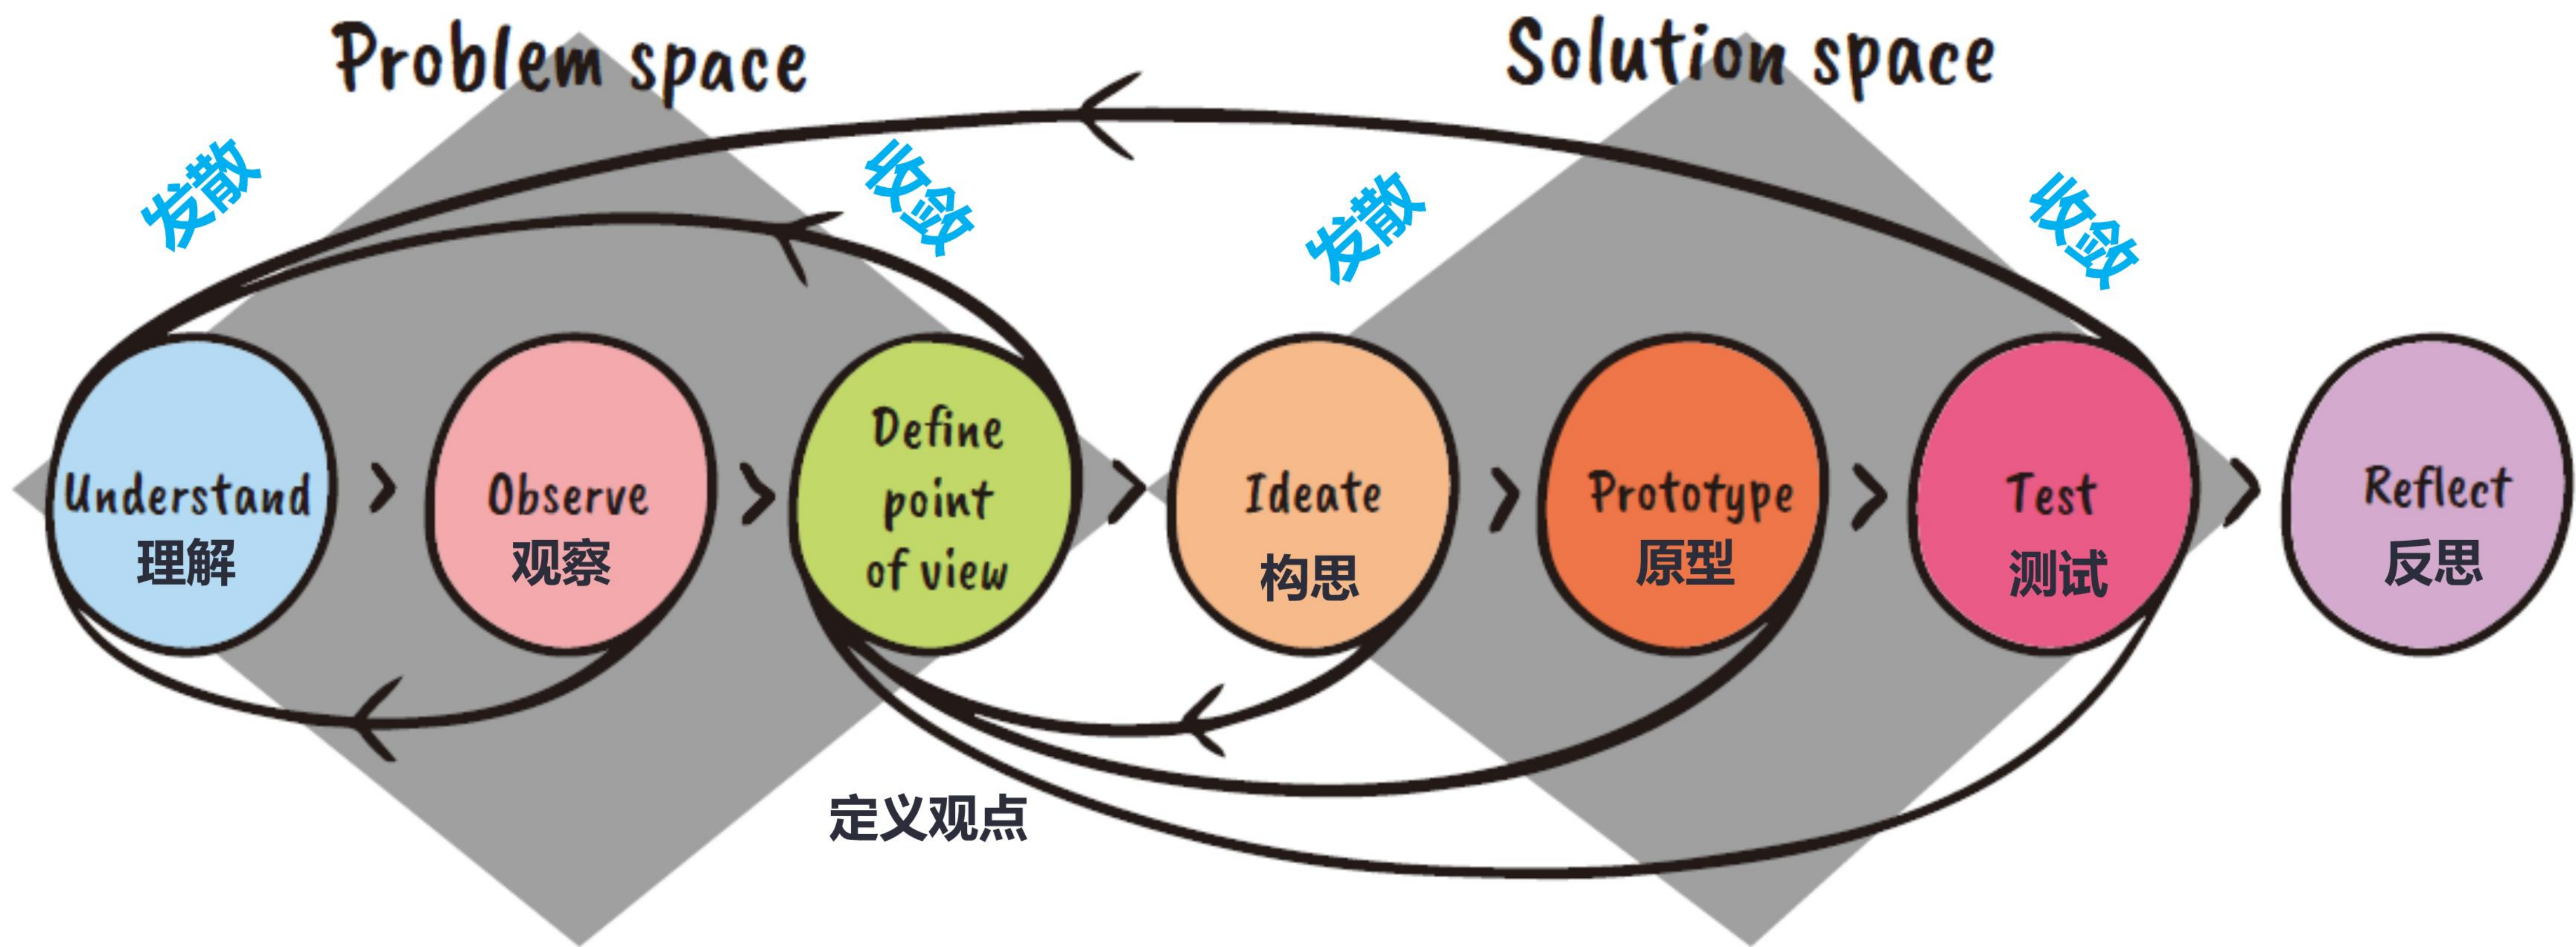 Problem space
Solution space
发散
收敛
发散
收敛
Understand
理解
Observe
观察
Define
point
of view
定义观点
Ideate
构思
Prototype
原型
Test
测试
Reflect
反思